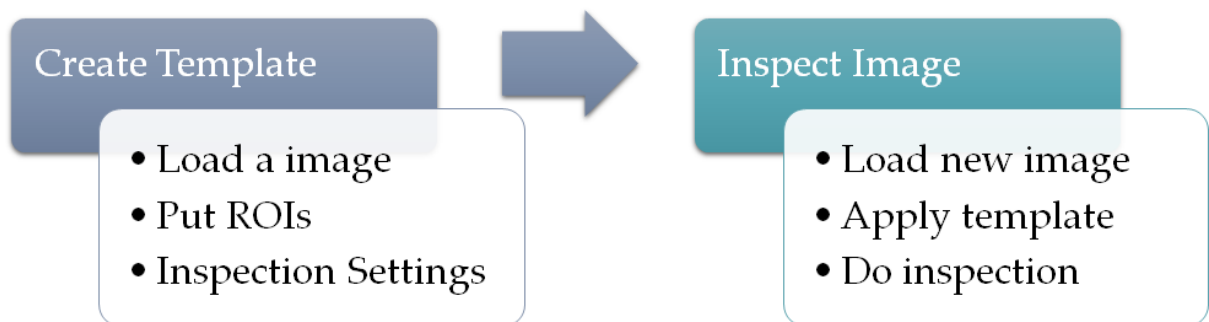 Create Template
• Load a image
• Put ROIs
• Inspection Settings
Inspect Image
• Load new image
• Apply template
• Do inspection